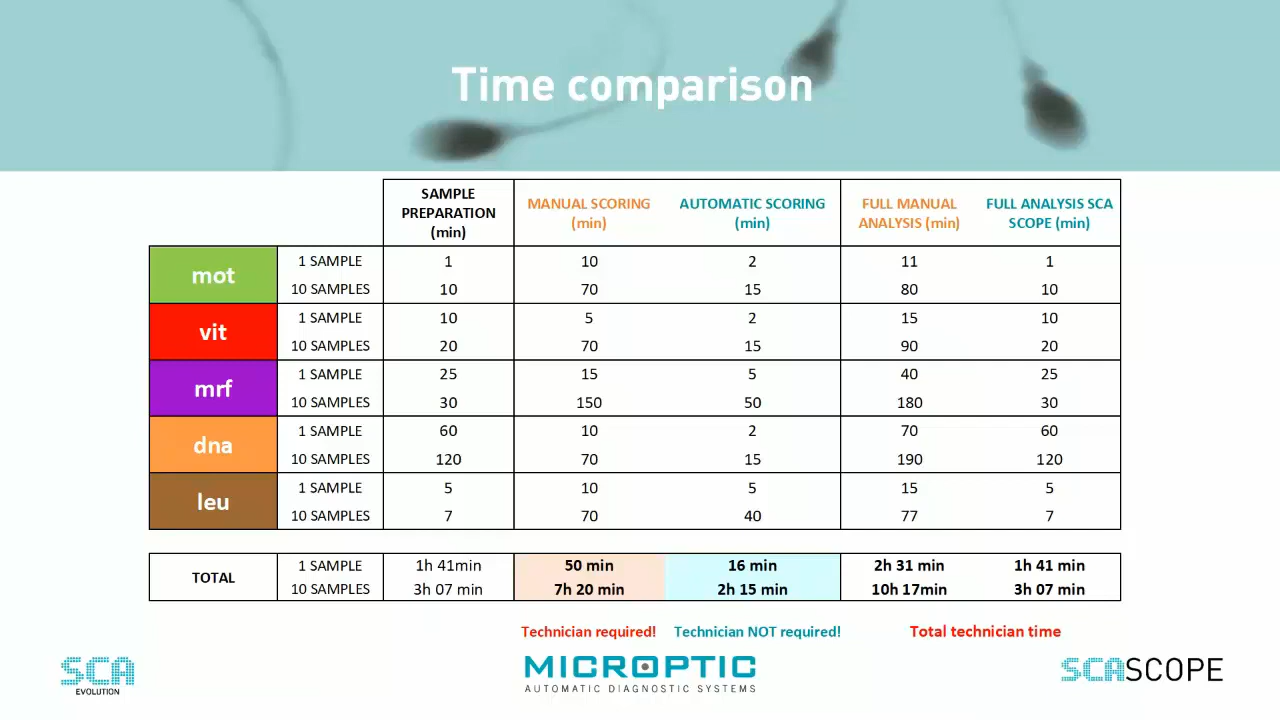 Time comparison
SAMPLE PREPARATION (min) MANUAL SCORING (min) AUTOMATIC SCORING (min) FULL MANUAL ANALYSIS (min) FULL ANALYSIS SCA SCOPE (min)
mot
1 SAMPLE 1 10 2 11 1
10 SAMPLES 10 70 15 80 10
vit
1 SAMPLE 10 5 2 15 10
10 SAMPLES 20 70 15 90 20
mrf
1 SAMPLE 25 15 5 40 25
10 SAMPLES 30 150 50 180 30
dna
1 SAMPLE 60 10 2 70 60
10 SAMPLES 120 70 15 190 120
leu
1 SAMPLE 5 10 5 15 5
10 SAMPLES 7 70 40 77 7
TOTAL
1 SAMPLE 1h 41min 50 min 16 min 2h 31 min 1h 41 min
10 SAMPLES 3h 07 min 7h 20 min 2h 15 min 10h 17min 3h 07 min
Technician required! Technician NOT required! Total technician time
SCA
EVOLUTION
MICROPTIC
AUTOMATIC DIAGNOSTIC SYSTEMS
SCASCOPE